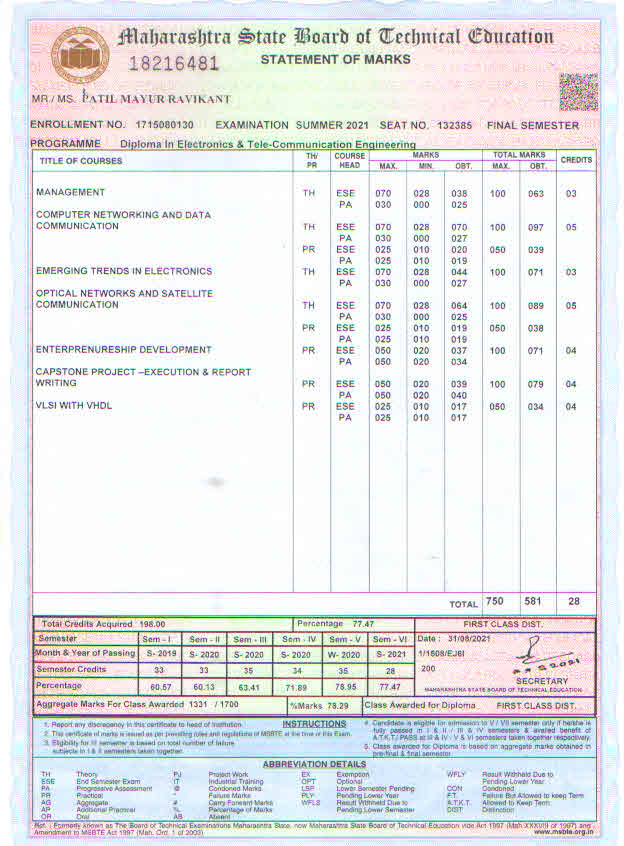 Maharashtra State Board of Technical Education
18216481 STATEMENT OF MARKS
MR./MS. PATIL MAYUR RAVIKANT
ENROLLMENT NO. 1715080130 EXAMINATION SUMMER 2021 SEAT NO. 132385 FINAL SEMESTER
PROGRAMME Diploma In Electronics & Tele-Communication Engineering
TITLE OF COURSES TH/ PR COURSE HEAD MARKS MAX. MIN. OBT. TOTAL MARKS MAX. OBT. CREDITS
MANAGEMENT TH ESE 070 028 038 100 063 03
PA 030 000 025
COMPUTER NETWORKING AND DATA
COMMUNICATION TH ESE 070 028 070 100 097 05
PA 030 000 027
PR ESE 025 010 020 050 039
PA 025 010 019
EMERGING TRENDS IN ELECTRONICS TH ESE 070 028 044 100 071 03
PA 030 000 027
OPTICAL NETWORKS AND SATELLITE
COMMUNICATION TH ESE 070 028 064 100 089 05
PA 030 000 025
PR ESE 025 010 019 050 038
PA 025 010 019
ENTERPRENURESHIP DEVELOPMENT PR ESE 050 020 037 100 071 04
PA 050 020 034
CAPSTONE PROJECT –EXECUTION & REPORT
WRITING PR ESE 050 020 039 100 079 04
PA 050 020 040
VLSI WITH VHDL PR ESE 025 010 017 050 034 04
PA 025 010 017
TOTAL 750 581 28
Total Credits Acquired 198.00 Percentage 77.47 FIRST CLASS DIST.
Semester Sem - I Sem - II Sem - III Sem - IV Sem - V Sem - VI Date : 31/08/2021
Month & Year of Passing S- 2019 S- 2020 S- 2020 S- 2020 W- 2020 S- 2021 1/1508/EJ6I
Semester Credits 33 33 35 34 35 28 200
Percentage 60.57 60.13 63.41 71.89 78.95 77.47
SECRETARY
MAHARASHTRA STATE BOARD OF TECHNICAL EDUCATION
Aggregate Marks For Class Awarded 1331 / 1700 %Marks 78.29 Class Awarded for Diploma FIRST CLASS DIST.
INSTRUCTIONS
1. Report any discrepancy in this certificate to head of Institution.
2. This certificate of marks is issued as per prevailing rules and regulations of MSBTE at the time of this Exam.
3. Eligibility for III semester is based on total number of failure
subjects in I & II semesters taken together.
4. Candidate is eligible for admission to V / VII semester only if he/she is
fully passed in I & II / III & IV semesters & availed benefit of
A.T.K.T./ PASS at III & IV / V & VI semesters taken together respectively.
5. Class awarded for Diploma is based on aggregate marks obtained in
pre-final & final semester.
ABBREVIATION DETAILS
TH Theory PJ Project Work EX Exemption WFLY Result Withheld Due to
ESE End Semester Exam IT Industrial Training OPT Optional Pending Lower Year
PA Progressive Assessment @ Condoned Marks LSP Lower Semester Pending CON Condoned
PR Practical * Failure Marks PLY Pending Lower Year F.T. Failure But Allowed to keep Term
AG Aggregate # Carry Forward Marks WFLS Result Withheld Due to A.T.K.T. Allowed to Keep Term
AP Additional Practical % Percentage of Marks Pending Lower Semester DIST Distinction
OR Oral AB Absent
Ref. : Formerly known as The Board of Technical Examinations Maharashtra State, now Maharashtra State Board of Technical Education vide Act 1997 (Mah XXXVIII of 1997) and
Amendment to MSBTE Act 1997 (Mah. Ord. 1 of 2003) www.msbte.org.in